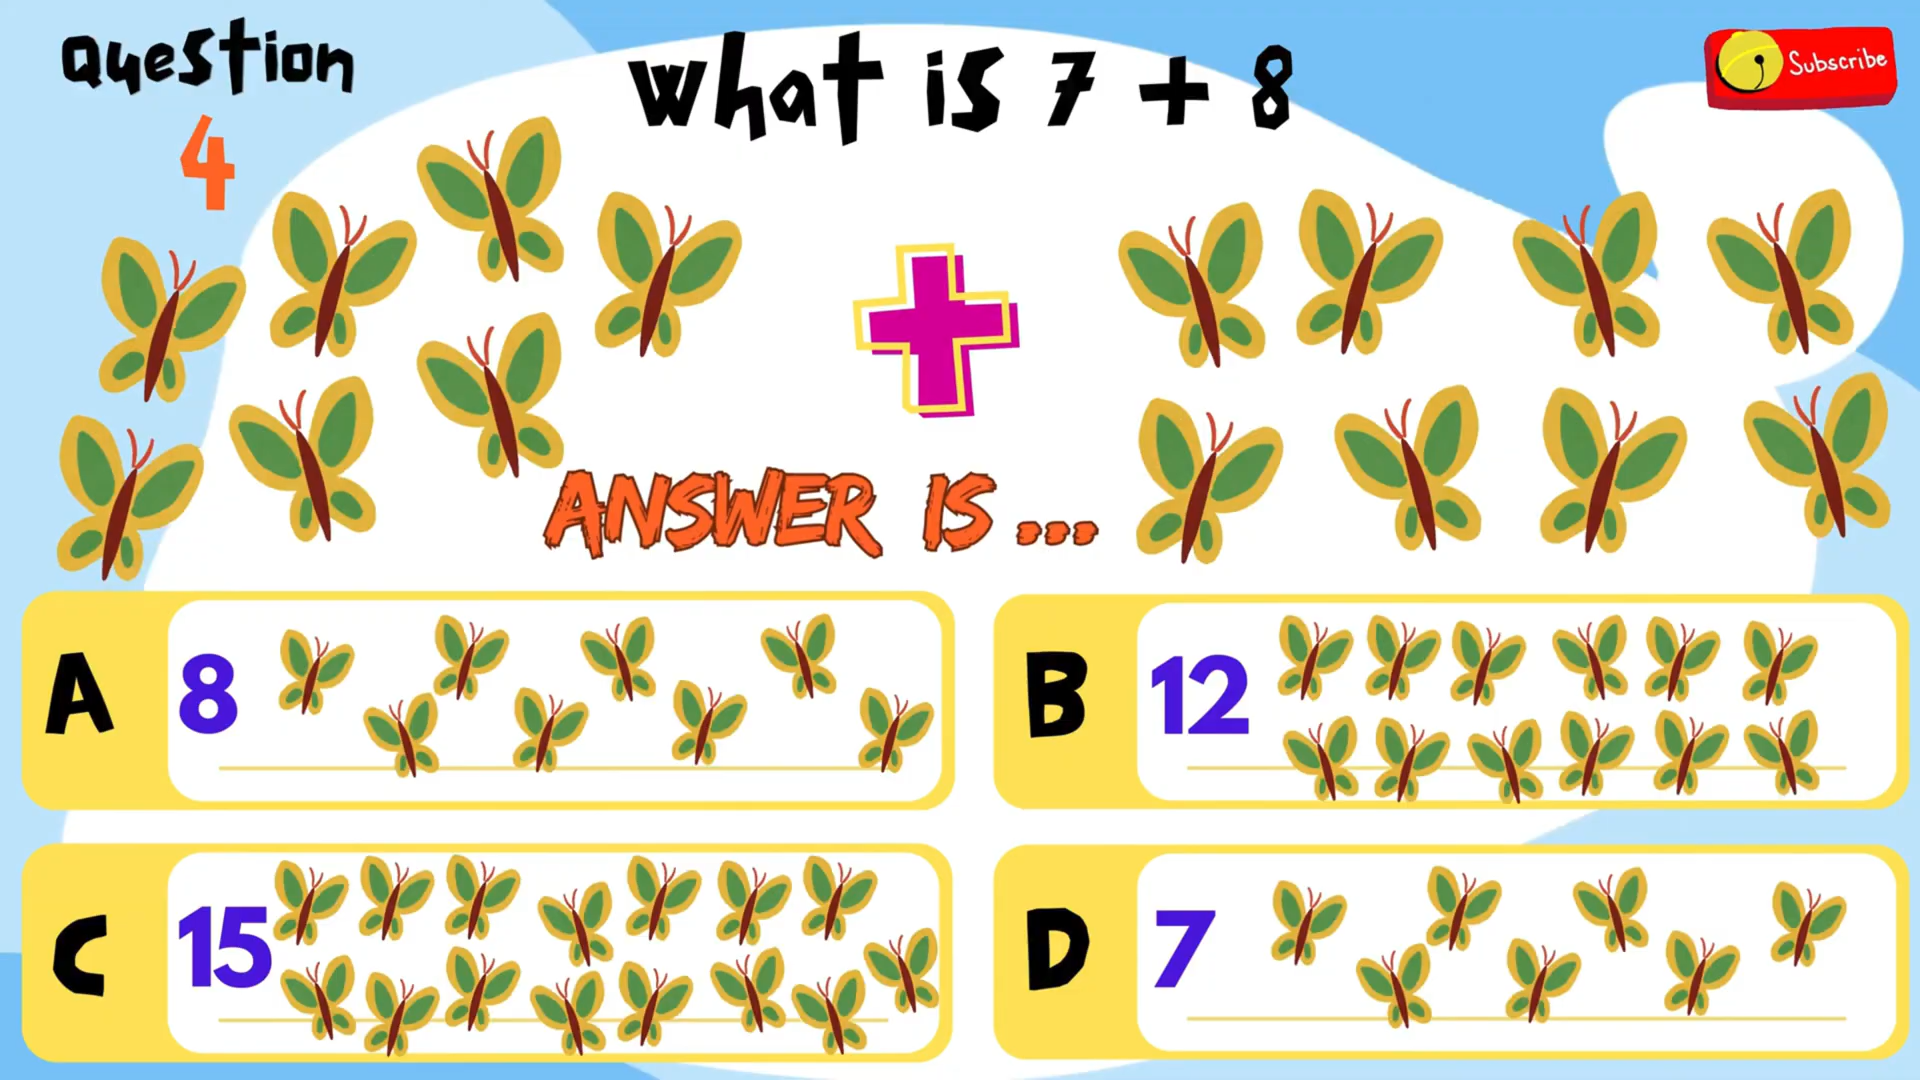 Question
4
What is 7 + 8
Subscribe
ANSWER IS ...
A
8
B
12
C
15
D
7